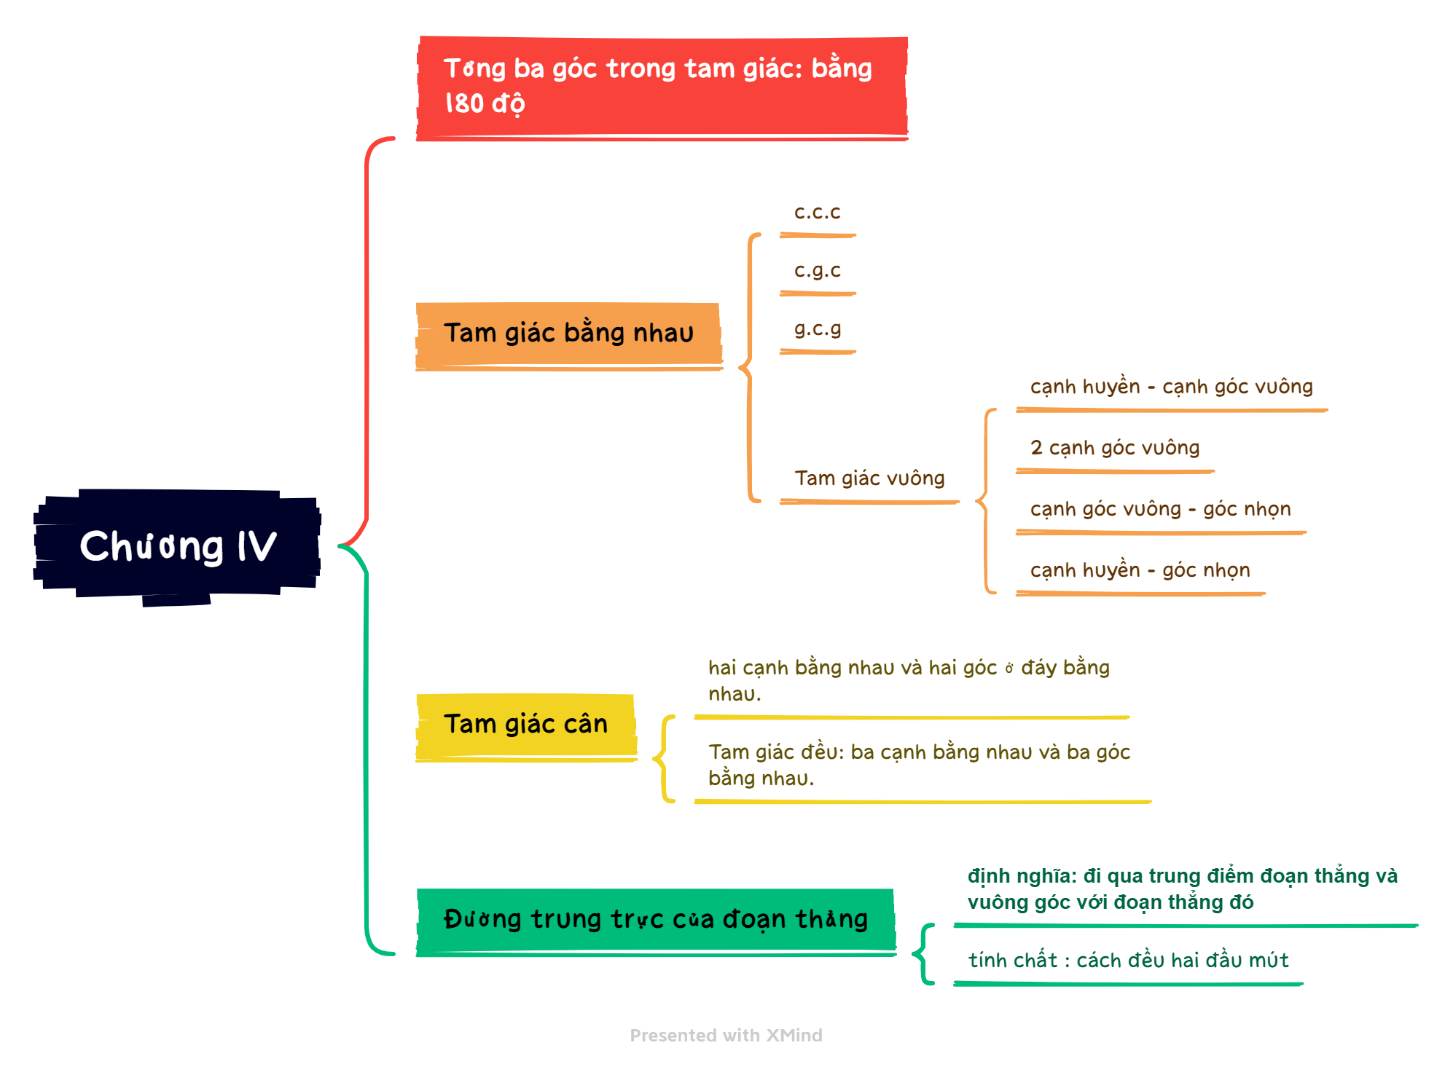 Tổng ba góc trong tam giác: bằng
180 độ
c.c.c
c.g.c
g.c.g
Tam giác bằng nhau
cạnh huyền - cạnh góc vuông
2 cạnh góc vuông
Tam giác vuông
cạnh góc vuông - góc nhọn
cạnh huyền - góc nhọn
Chương IV
hai cạnh bằng nhau và hai góc ở đáy bằng
nhau.
Tam giác cân
Tam giác đều: ba cạnh bằng nhau và ba góc
bằng nhau.
định nghĩa: đi qua trung điểm đoạn thẳng và
vuông góc với đoạn thẳng đó
Đường trung trực của đoạn thẳng
tính chất : cách đều hai đầu mút
Presented with XMind